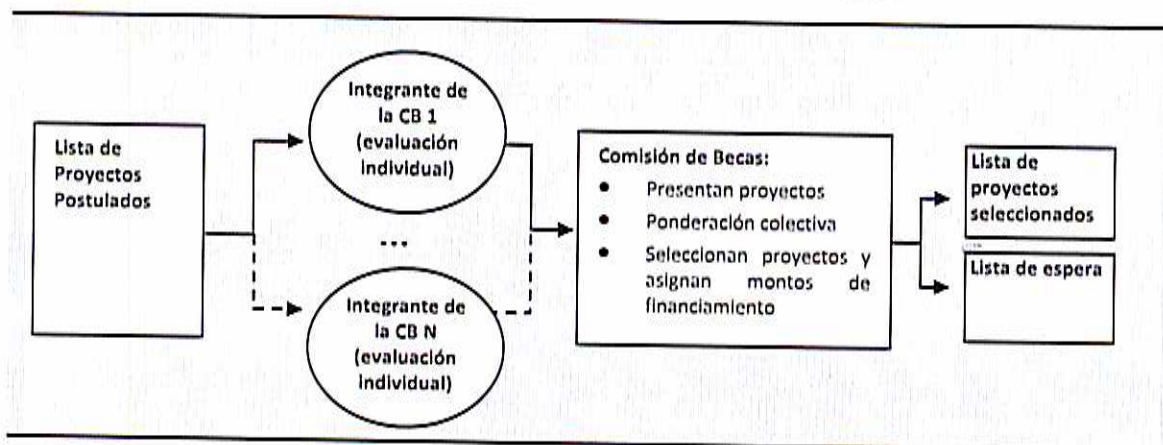 Lista de
Proyectos
Postulados
Integrante de
la CB 1
(evaluación
individual)
...
Integrante de
la CB N
(evaluación
individual)
Comisión de Becas:
● Presentan proyectos
● Ponderación colectiva
● Seleccionan proyectos y
asignan montos de
financiamiento
Lista de
proyectos
seleccionados
Lista de espera